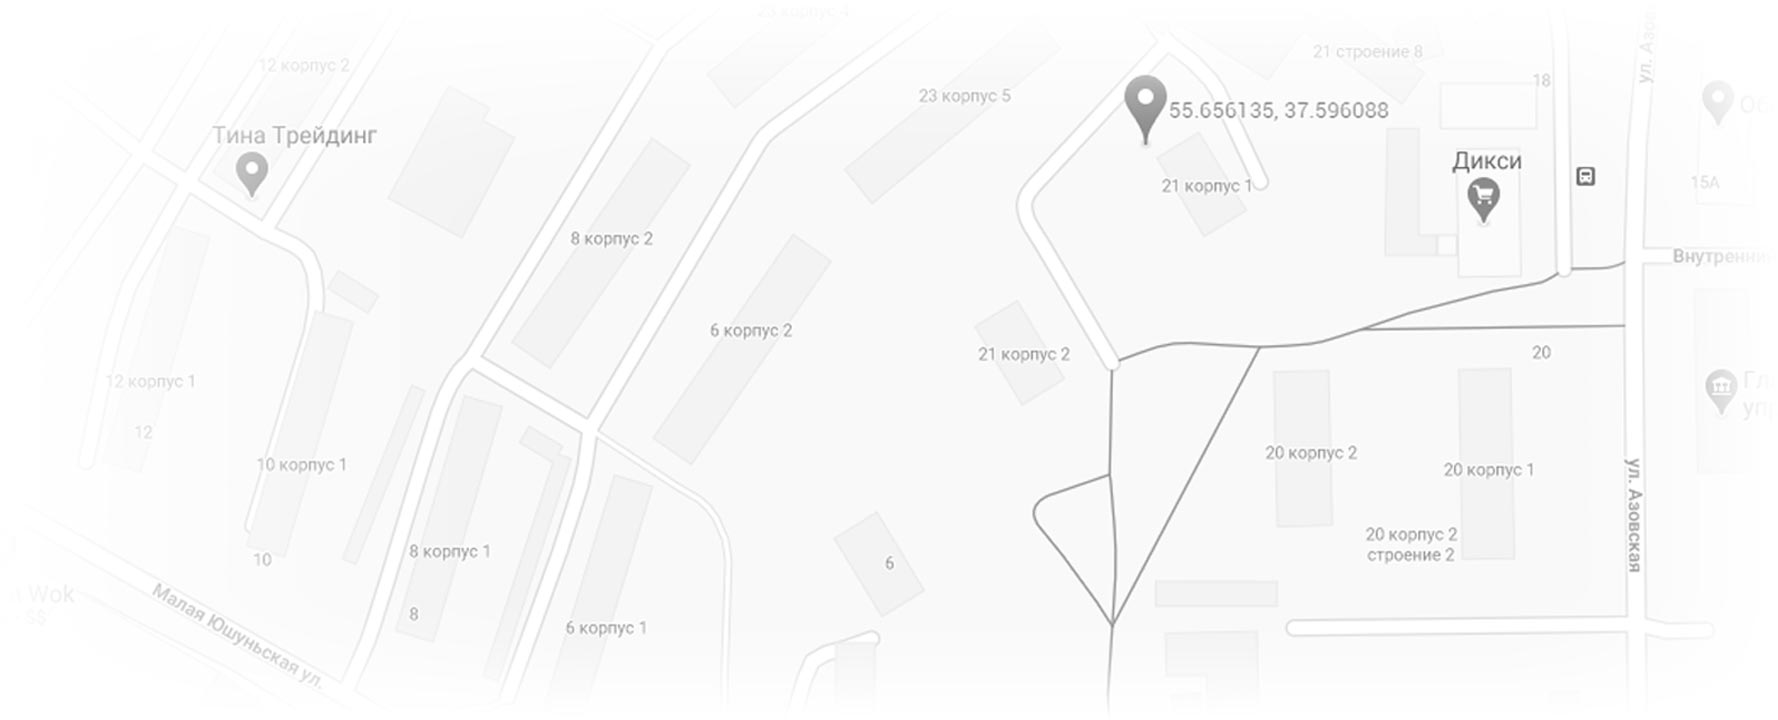 23 корпус 4
21 строение 8
12 корпус 2
18
23 корпус 5
55.656135, 37.596088
Тина Трейдинг
Дикси
21 корпус 1
15А
8 корпус 2
6 корпус 2
21 корпус 2
20
12 корпус 1
12
10 корпус 1
20 корпус 2
20 корпус 1
ул. Азовская
20 корпус 2
строение 2
8 корпус 1
10
6
Wok
$$
Малая Юшуньская ул.
8
6 корпус 1